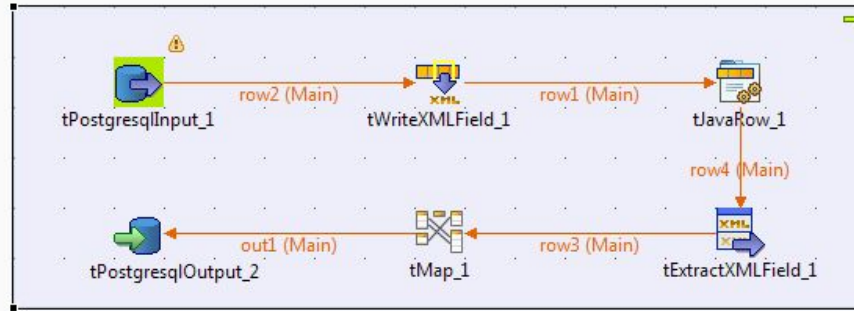 row2 (Main)
row1 (Main)
tPostgresqlInput_1
tWriteXMLField_1
tJavaRow_1
row4 (Main)
out1 (Main)
row3 (Main)
tPostgresqlOutput_2
tMap_1
tExtractXMLField_1
XML
XML